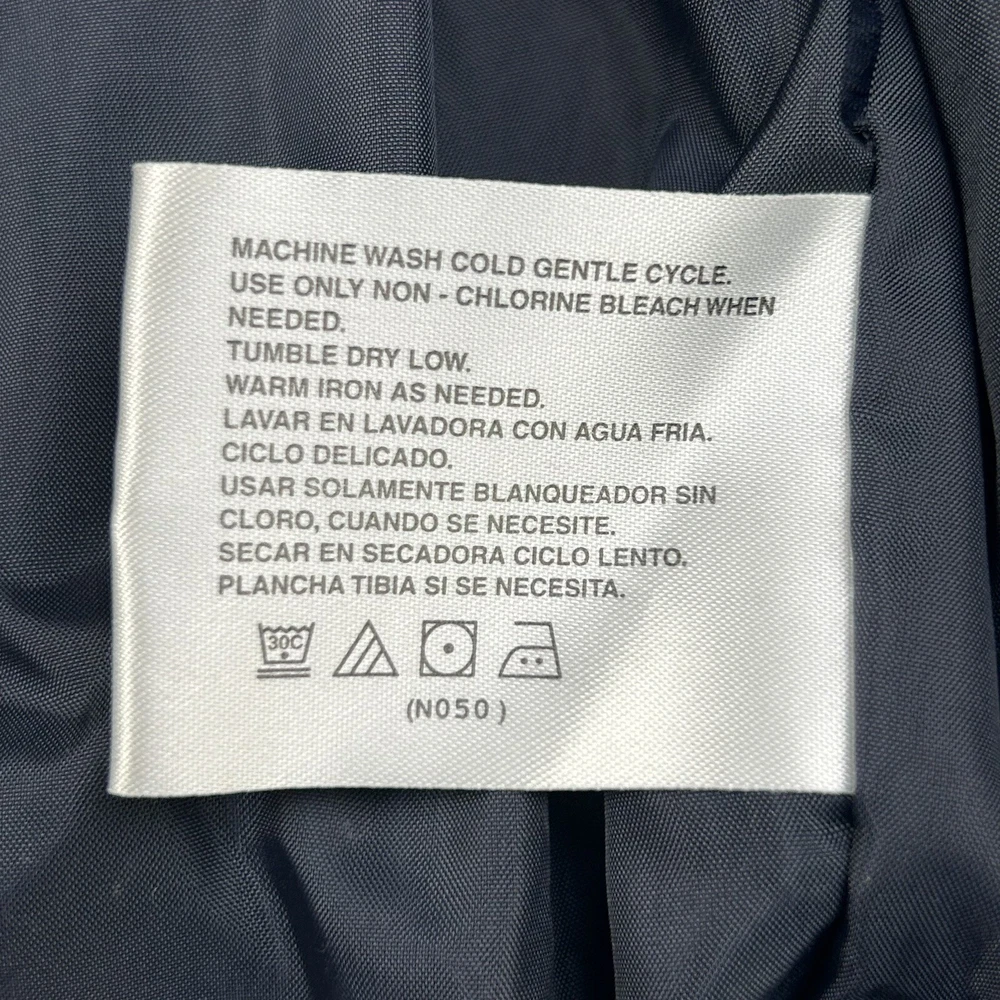 MACHINE WASH COLD GENTLE CYCLE.
USE ONLY NON - CHLORINE BLEACH WHEN
NEEDED.
TUMBLE DRY LOW.
WARM IRON AS NEEDED.
LAVAR EN LAVADORA CON AGUA FRIA.
CICLO DELICADO.
USAR SOLAMENTE BLANQUEADOR SIN
CLORO, CUANDO SE NECESITE.
SECAR EN SECADORA CICLO LENTO.
PLANCHA TIBIA SI SE NECESITA.
30C
(N050 )